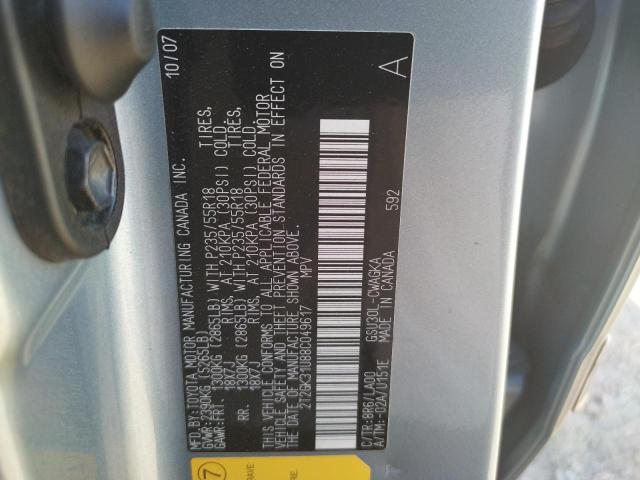 MFD.BY:TOYOTA MOTOR MANUFACTURING CANADA INC. 10/07
GVWR:2390KG(5265LB)
GAWR:FRT. 1300KG (2865LB) WITH P235/55R18 TIRES,
18X7J RIMS, AT 210KPA (30PSI) COLD.
RR. 1300KG (2865LB) WITH P235/55R18 TIRES,
18X7J RIMS, AT 210KPA (30PSI) COLD.
THIS VEHICLE CONFORMS TO ALL APPLICABLE FEDERAL MOTOR
VEHICLE SAFETY AND THEFT PREVENTION STANDARDS IN EFFECT ON
THE DATE OF MANUFACTURE SHOWN ABOVE.
2T2GK31U88C049617 MPV
A
592
C/TR:8R6/LA00 GSU30L-CWAGKA
A/TM:-02A/U151E MADE IN CANADA